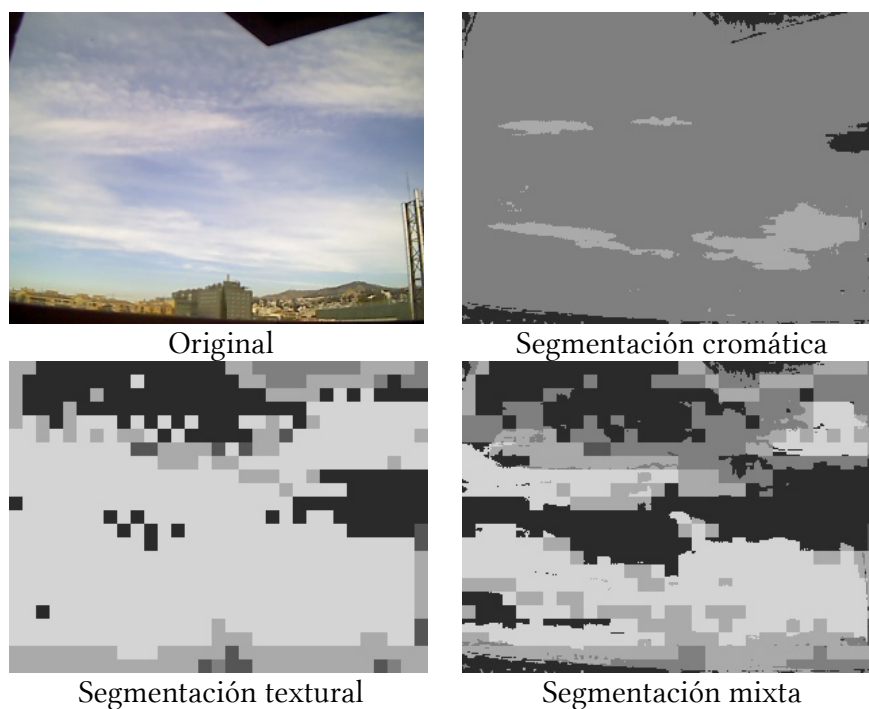 Original
Segmentación cromática
Segmentación textural
Segmentación mixta